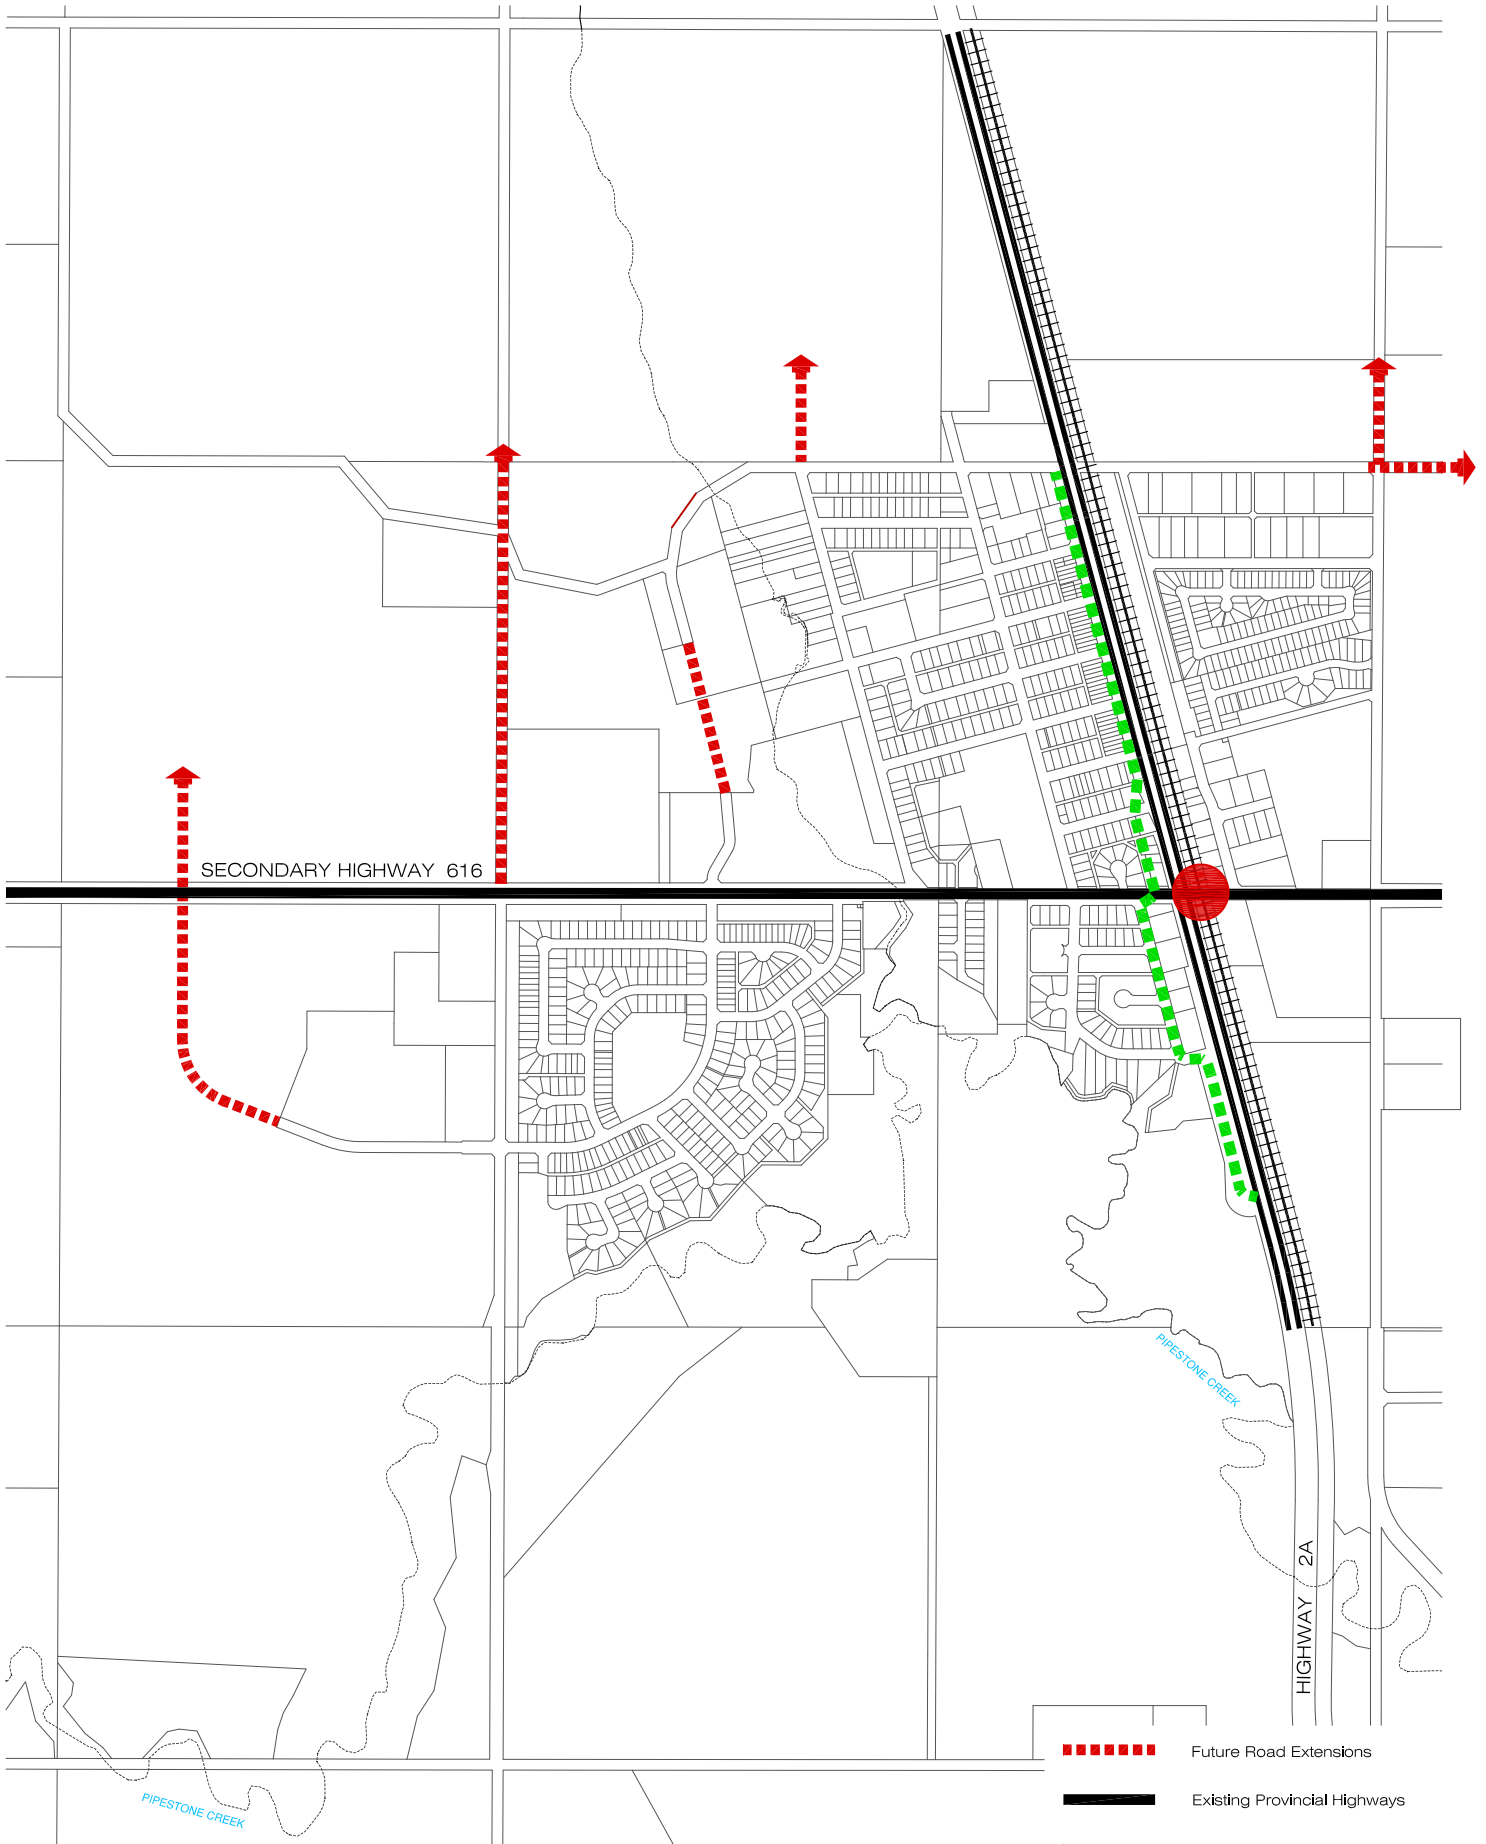 SECONDARY HIGHWAY 616
PIPESTONE CREEK
HIGHWAY 2A
Future Road Extensions
Existing Provincial Highways
PIPESTONE CREEK